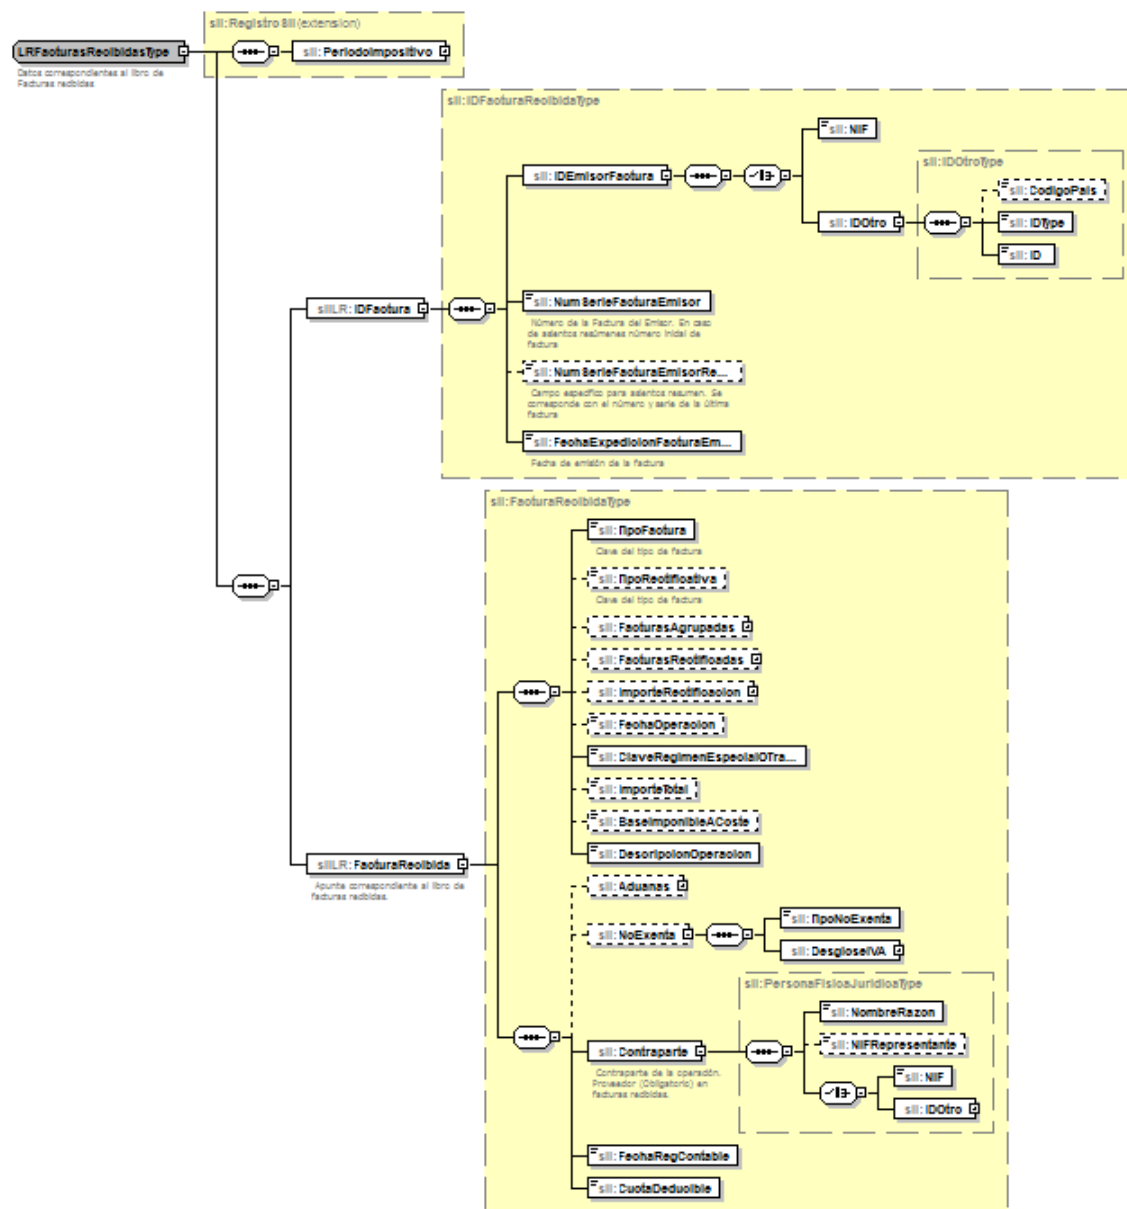 sii:RegistroSii (extension)
LRFacturasRecibidasType
sii:PeriodoImpositivo
Datos correspondientes al libro de
Facturas recibidas
sii:IDFacturaRecibidaType
sii:NIF
sii:IDOtroType
sii:IDEmisorFactura
sii:CodigoPais
sii:IDOtro
sii:IDType
sii:ID
siiLR:IDFactura
sii:NumSerieFacturaEmisor
Número de la Factura del Emisor. En caso
de asientos resúmenes número inicial de
factura
sii:NumSerieFacturaEmisorRe...
Campo específico para asientos resumen. Se
corresponde con el número y serie de la última
factura
sii:FechaExpedicionFacturaEm...
Fecha de emisión de la factura
sii:FacturaRecibidaType
sii:TipoFactura
Clave del tipo de factura
sii:TipoRectificativa
Clave del tipo de factura
sii:FacturasAgrupadas
sii:FacturasRectificadas
sii:ImporteRectificacion
sii:FechaOperacion
sii:ClaveRegimenEspecialOTra...
sii:ImporteTotal
sii:BaseImponibleACoste
sii:DescripcionOperacion
siiLR:FacturaRecibida
Apunte correspondiente al libro de
facturas recibidas.
sii:Aduanas
sii:NoExenta
sii:TipoNoExenta
sii:DesgloseIVA
sii:PersonaFisicaJuridicaType
sii:NombreRazon
sii:NIFRepresentante
sii:Contraparte
Contraparte de la operación.
Proveedor (Obligatorio) en
facturas recibidas.
sii:NIF
sii:IDOtro
sii:FechaRegContable
sii:CuotaDeducible